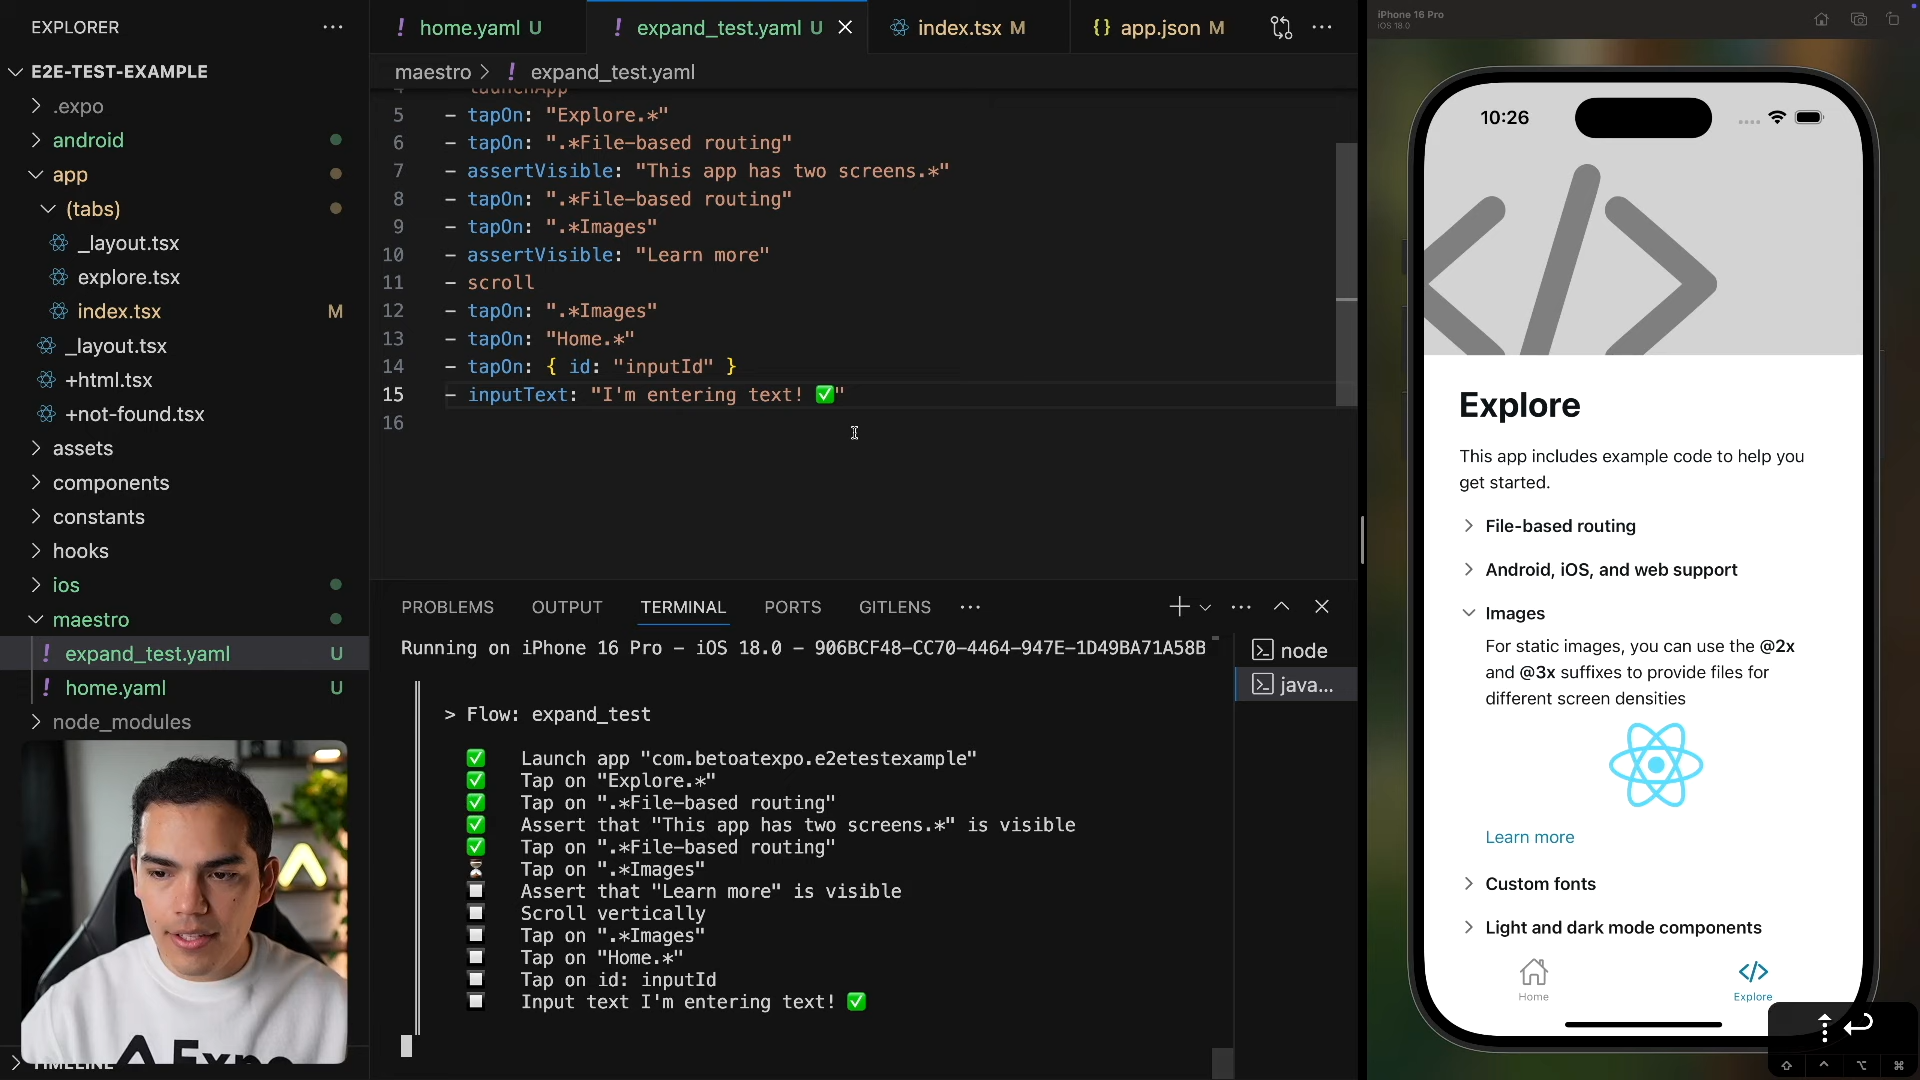 EXPLORER
E2E-TEST-EXAMPLE
.expo
android
app
(tabs)
_layout.tsx
explore.tsx
index.tsx M
_layout.tsx
+html.tsx
+not-found.tsx
assets
components
constants
hooks
ios
maestro
expand_test.yaml U
home.yaml U
node_modules
TIMELINE
Expo
home.yaml U
expand_test.yaml U
index.tsx M
{} app.json M
maestro > ! expand_test.yaml
4 launchApp
5 - tapOn: "Explore.*"
6 - tapOn: ".*File-based routing"
7 - assertVisible: "This app has two screens.*"
8 - tapOn: ".*File-based routing"
9 - tapOn: ".*Images"
10 - assertVisible: "Learn more"
11 - scroll
12 - tapOn: ".*Images"
13 - tapOn: "Home.*"
14 - tapOn: { id: "inputId" }
15 - inputText: "I'm entering text! ✅"
16
PROBLEMS OUTPUT TERMINAL PORTS GITLENS
Running on iPhone 16 Pro - iOS 18.0 - 906BCF48-CC70-4464-947E-1D49BA71A58B
> Flow: expand_test
✅ Launch app "com.betoatexpo.e2etestexample"
✅ Tap on "Explore.*"
✅ Tap on ".*File-based routing"
✅ Assert that "This app has two screens.*" is visible
✅ Tap on ".*File-based routing"
⏳ Tap on ".*Images"
Assert that "Learn more" is visible
Scroll vertically
Tap on ".*Images"
Tap on "Home.*"
Tap on id: inputId
Input text I'm entering text! ✅
node
java...
iPhone 16 Pro
iOS 18.0
10:26
Explore
This app includes example code to help you
get started.
File-based routing
Android, iOS, and web support
Images
For static images, you can use the @2x
and @3x suffixes to provide files for
different screen densities
Learn more
Custom fonts
Light and dark mode components
Home
Explore